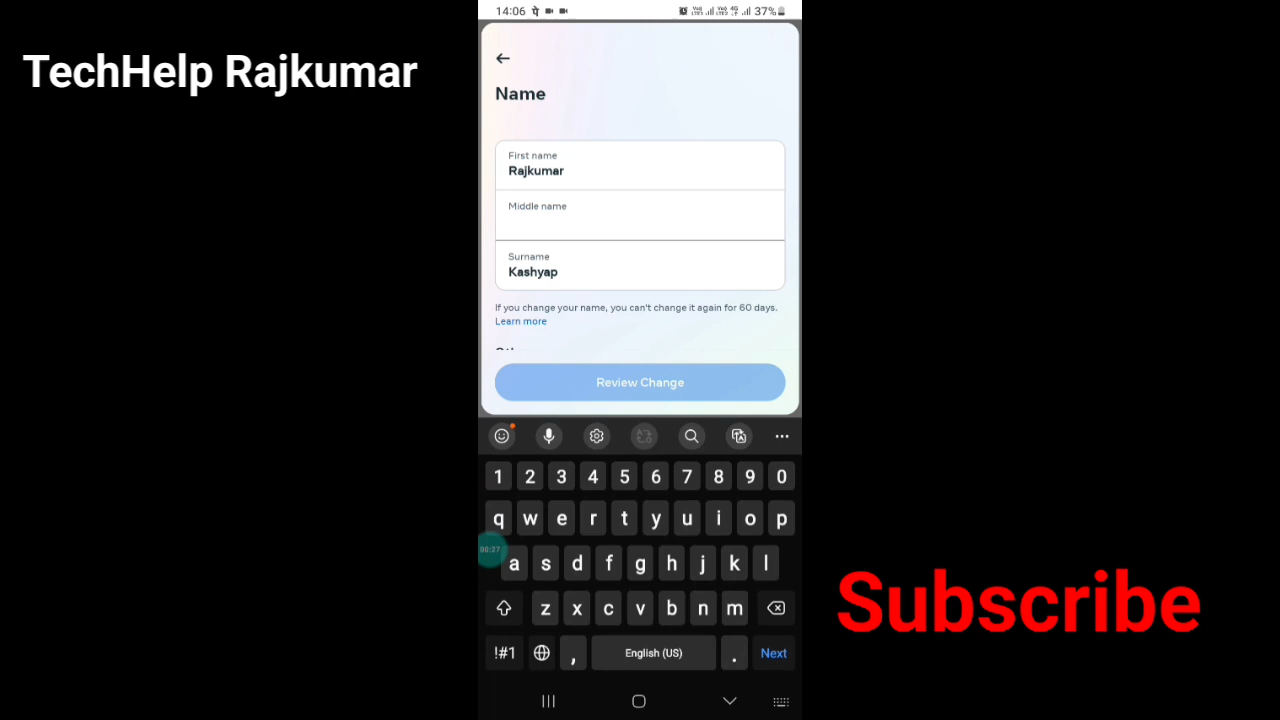 TechHelp Rajkumar
14:06
37%
Name
First name
Rajkumar
Middle name
Surname
Kashyap
If you change your name, you can't change it again for 60 days.
Learn more
Review Change
1 2 3 4 5 6 7 8 9 0
q w e r t y u i o p
00:27
a s d f g h j k l
z x c v b n m
!#1 , English (US) . Next
Subscribe